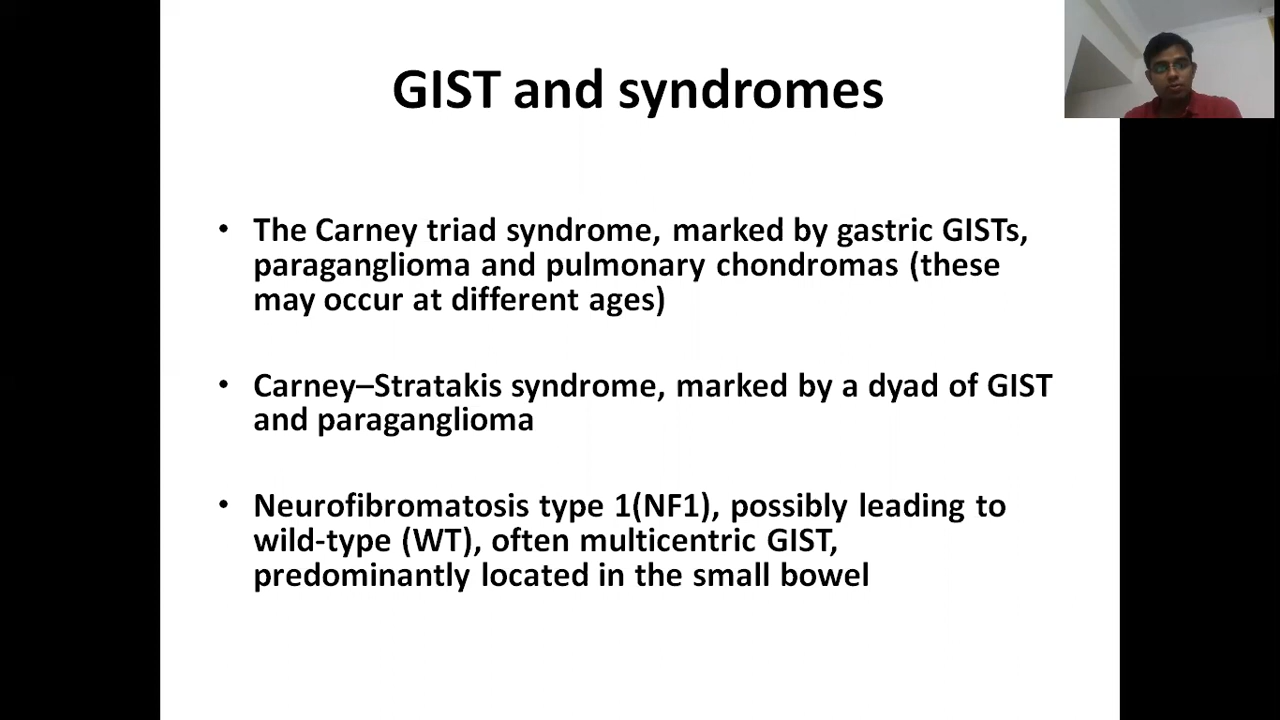 GIST and syndromes
• The Carney triad syndrome, marked by gastric GISTs,
paraganglioma and pulmonary chondromas (these
may occur at different ages)
• Carney–Stratakis syndrome, marked by a dyad of GIST
and paraganglioma
• Neurofibromatosis type 1(NF1), possibly leading to
wild-type (WT), often multicentric GIST,
predominantly located in the small bowel